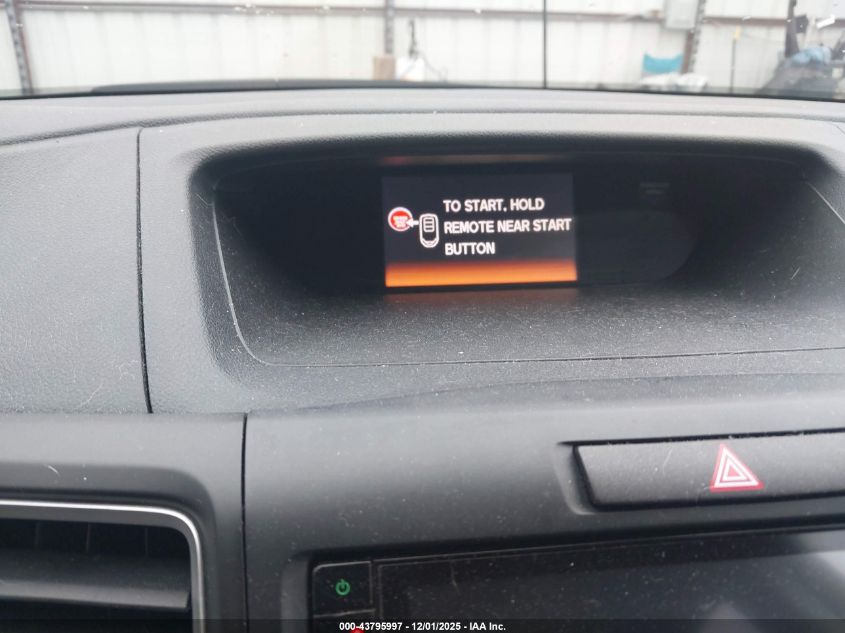 TO START, HOLD
REMOTE NEAR START
BUTTON
000-43795997 - 12/01/2025 - IAA Inc.